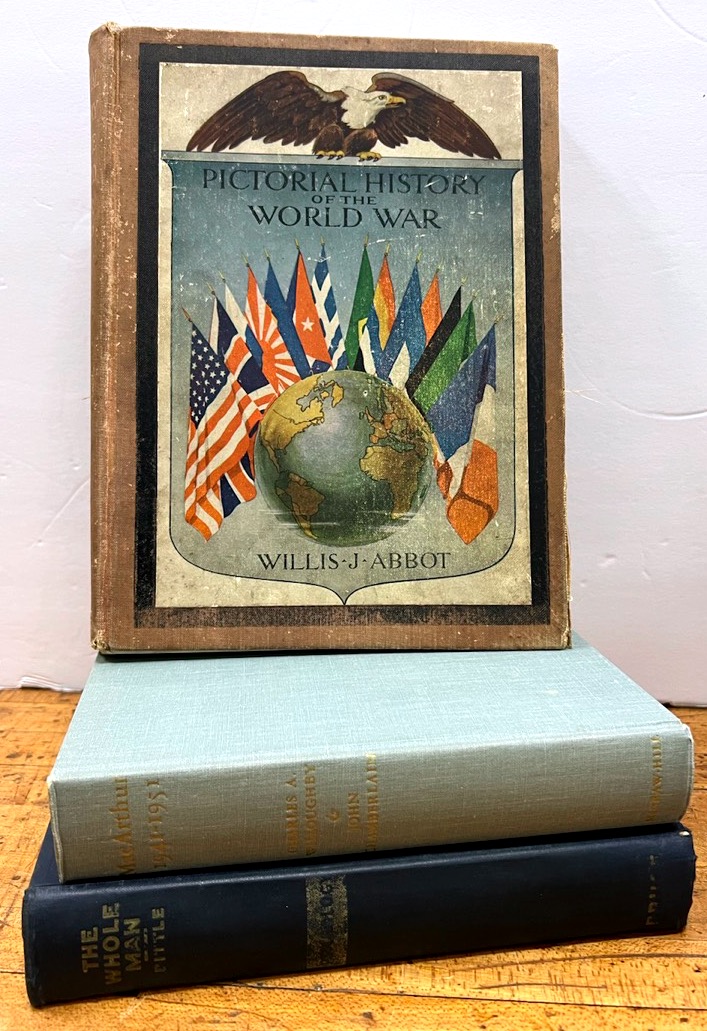 PICTORIAL HISTORY
OF THE
WORLD WAR
WILLIS·J·ABBOT
MacArthur
1941-1951
CHARLES A.
WILLOUGHBY
&
JOHN
CHAMBERLAIN
McGRAW-HILL
THE
WHOLE
MAN